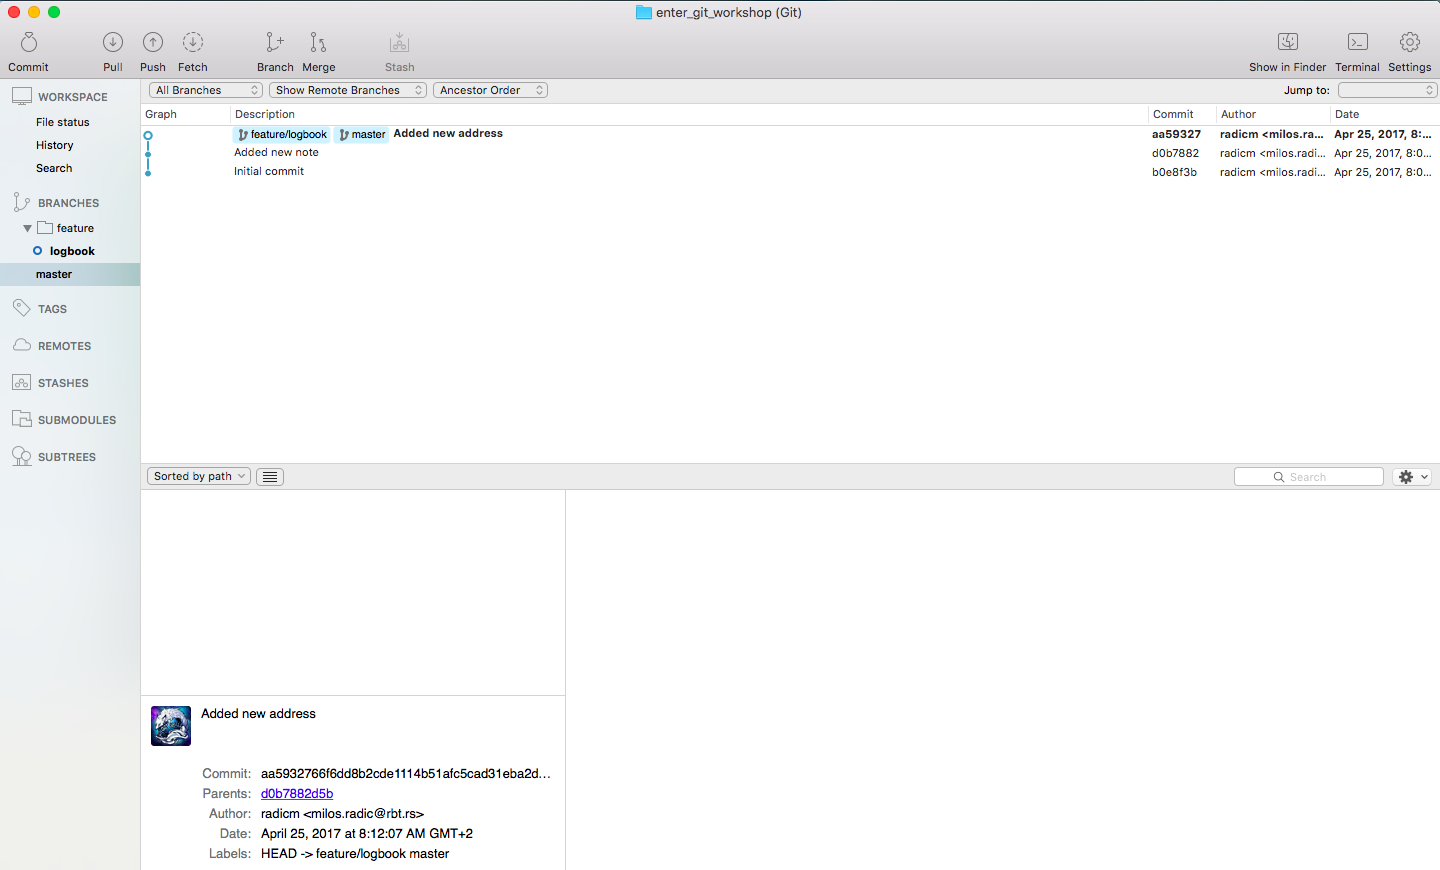 enter_git_workshop (Git)
Commit Pull Push Fetch Branch Merge Stash Show in Finder Terminal Settings
WORKSPACE
File status
History
Search
BRANCHES
feature
logbook
master
TAGS
REMOTES
STASHES
SUBMODULES
SUBTREES
All Branches Show Remote Branches Ancestor Order Jump to:
Graph Description Commit Author Date
feature/logbook master Added new address aa59327 radicm <milos.ra... Apr 25, 2017, 8:...
Added new note d0b7882 radicm <milos.radi... Apr 25, 2017, 8:0...
Initial commit b0e8f3b radicm <milos.radi... Apr 25, 2017, 8:0...
Sorted by path Search
Added new address
Commit: aa5932766f6dd8b2cde1114b51afc5cad31eba2d...
Parents: d0b7882d5b
Author: radicm <milos.radic@rbt.rs>
Date: April 25, 2017 at 8:12:07 AM GMT+2
Labels: HEAD -> feature/logbook master